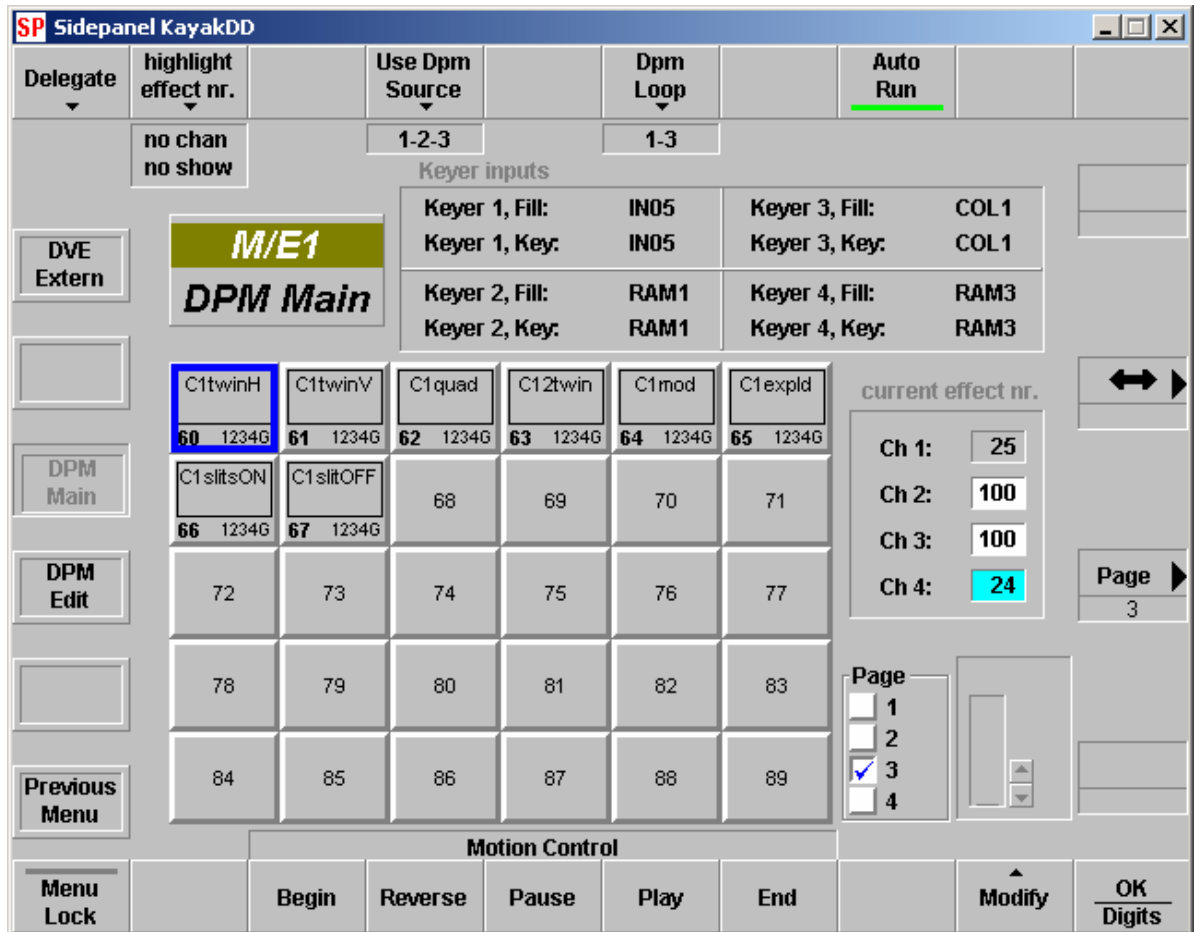 SP Sidepanel KayakDD
Delegate
highlight
effect nr.
Use Dpm
Source
Dpm
Loop
Auto
Run
no chan
no show
1-2-3
1-3
Keyer inputs
Keyer 1, Fill: IN05 Keyer 3, Fill: COL1
Keyer 1, Key: IN05 Keyer 3, Key: COL1
Keyer 2, Fill: RAM1 Keyer 4, Fill: RAM3
Keyer 2, Key: RAM1 Keyer 4, Key: RAM3
M/E1
DPM Main
DVE
Extern
DPM
Main
DPM
Edit
Previous
Menu
C1twinH C1twinV C1quad C12twin C1mod C1expld
60 1234G 61 1234G 62 1234G 63 1234G 64 1234G 65 1234G
C1slitsON C1slitOFF 68 69 70 71
66 1234G 67 1234G
72 73 74 75 76 77
78 79 80 81 82 83
84 85 86 87 88 89
current effect nr.
Ch 1: 25
Ch 2: 100
Ch 3: 100
Ch 4: 24
Page
1
2
3
4
Page
3
Motion Control
Menu
Lock
Begin Reverse Pause Play End
Modify
OK
Digits